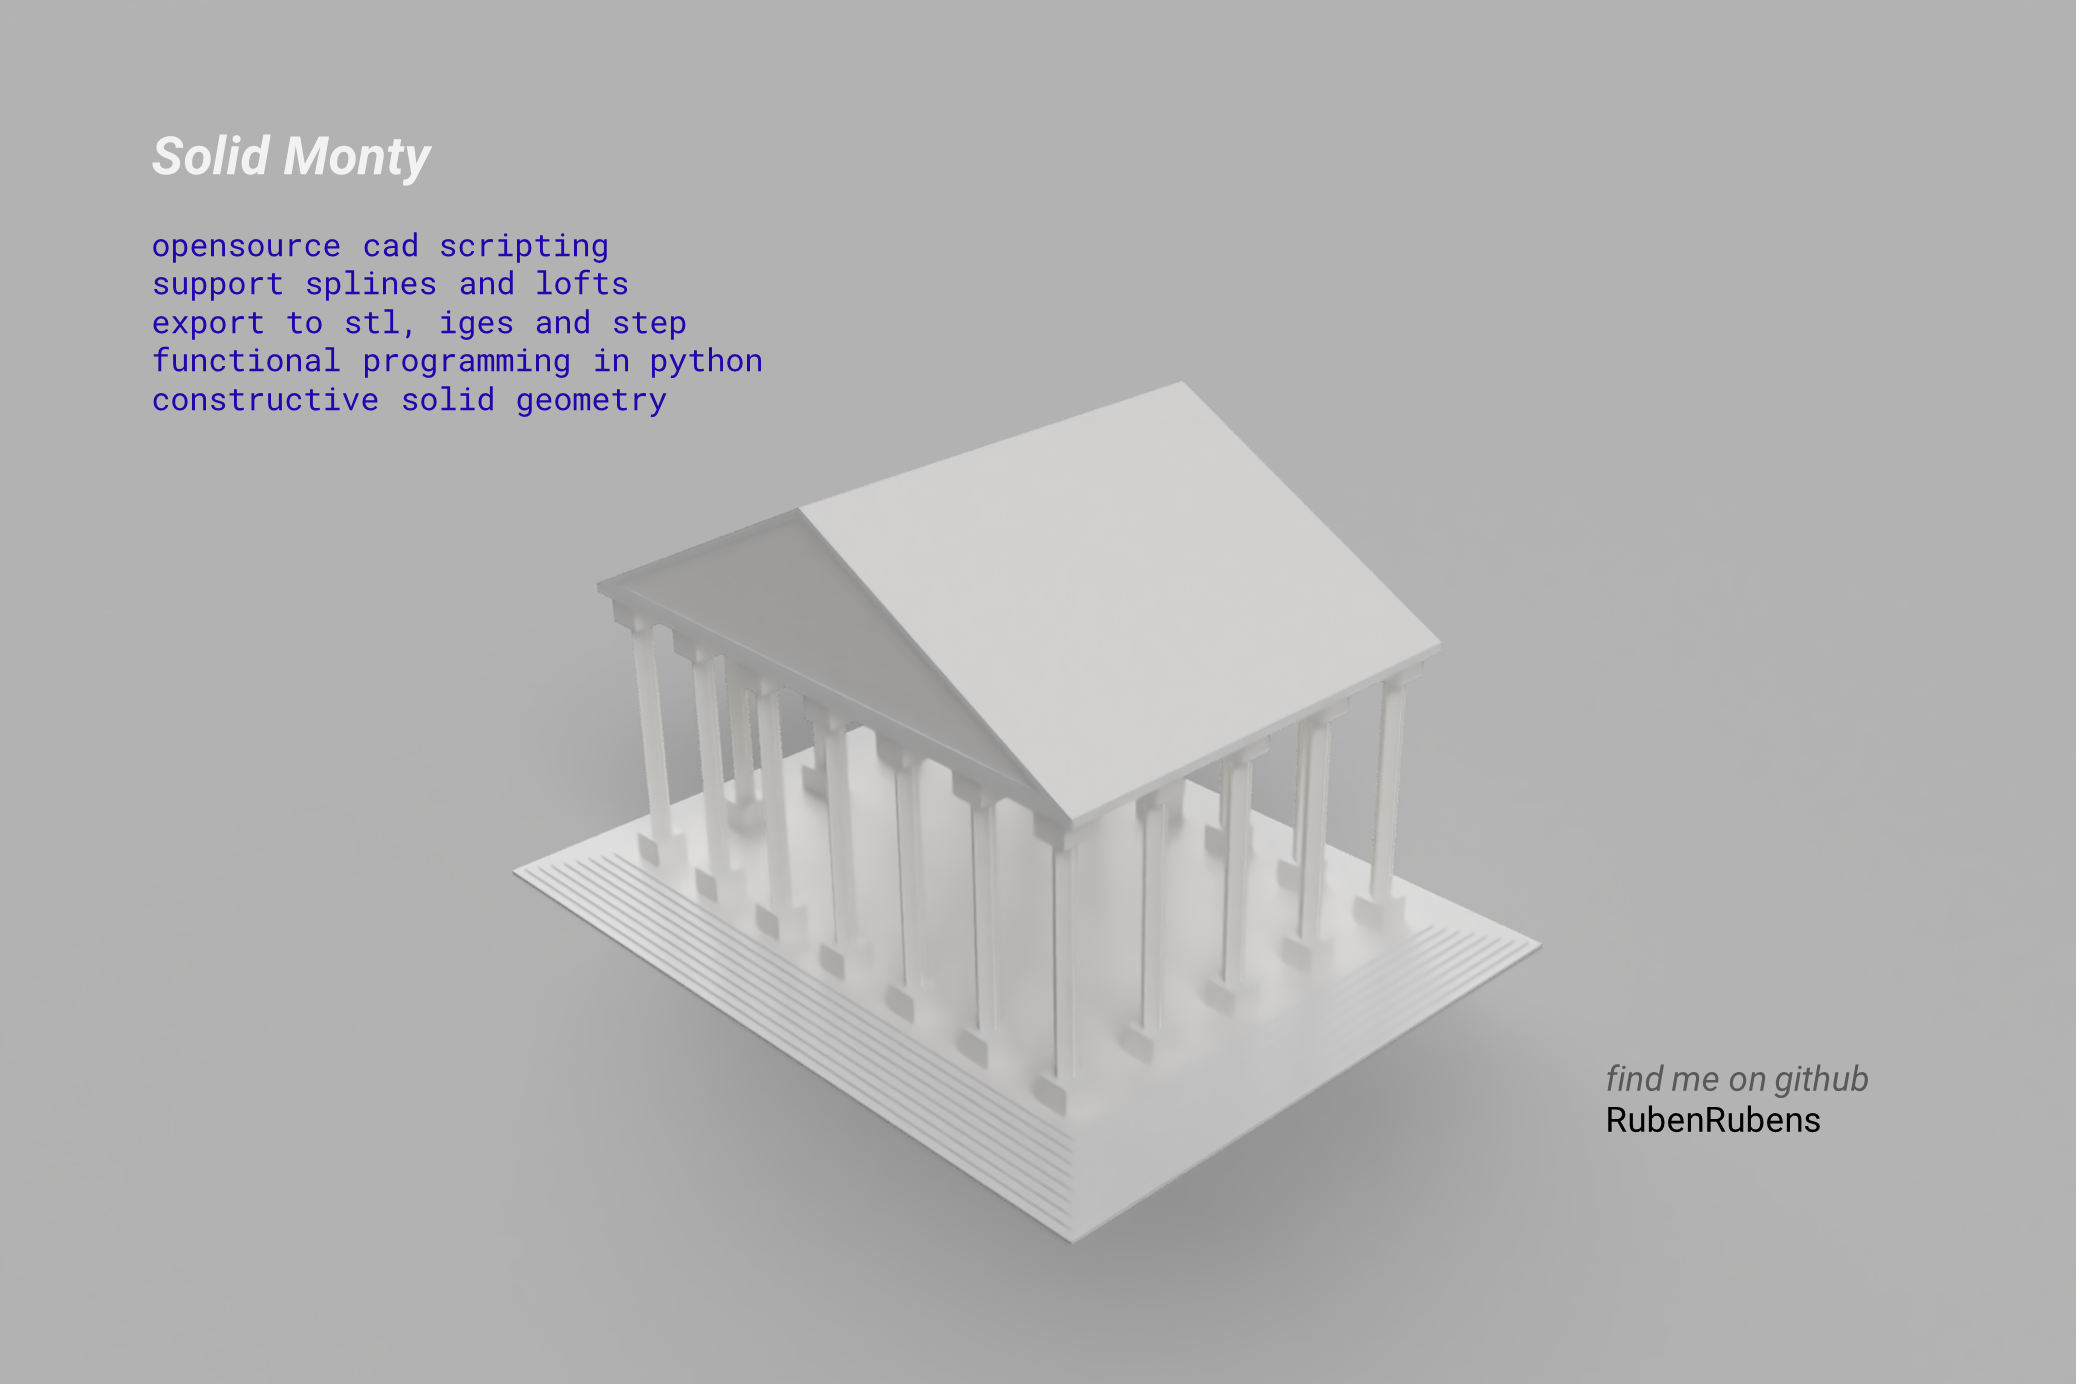 Solid Monty
opensource cad scripting
support splines and lofts
export to stl, iges and step
functional programming in python
constructive solid geometry
find me on github
RubenRubens